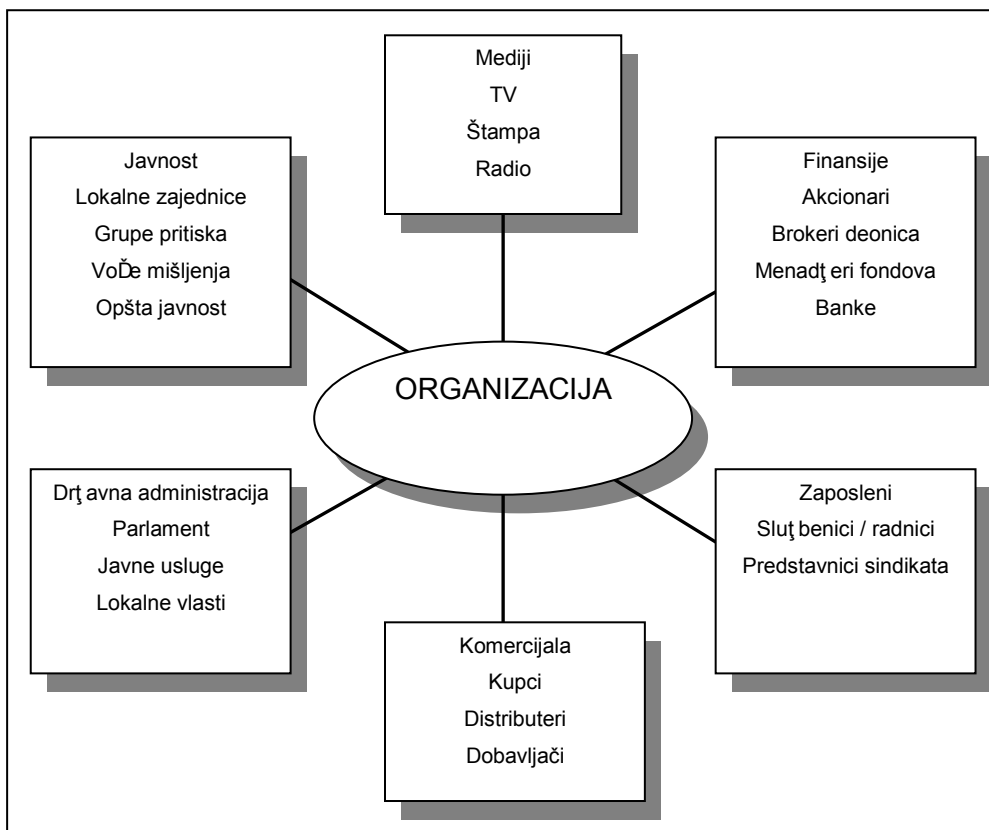 Mediji
TV
Štampa
Radio
Javnost
Lokalne zajednice
Grupe pritiska
VoĎe mišljenja
Opšta javnost
Finansije
Akcionari
Brokeri deonica
Menadţ eri fondova
Banke
ORGANIZACIJA
Drţ avna administracija
Parlament
Javne usluge
Lokalne vlasti
Zaposleni
Sluţ benici / radnici
Predstavnici sindikata
Komercijala
Kupci
Distributeri
Dobavljači